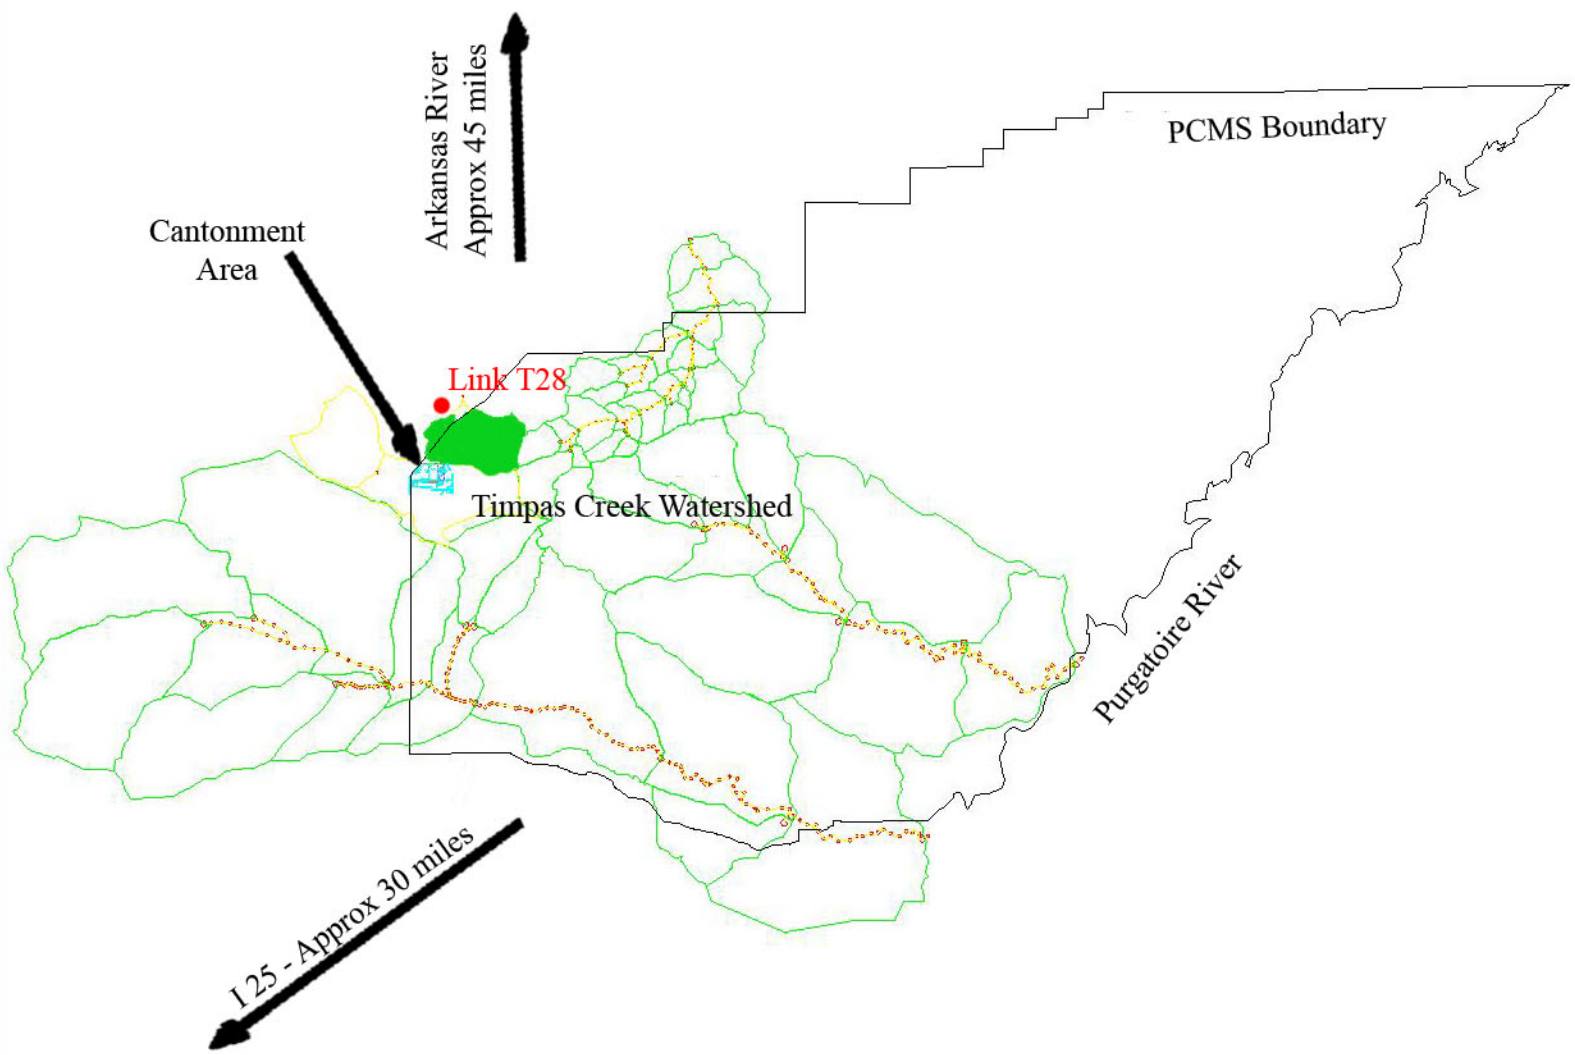 Arkansas River
Approx 45 miles
PCMS Boundary
Cantonment
Area
Link T28
Timpas Creek Watershed
Purgatoire River
I 25 - Approx 30 miles